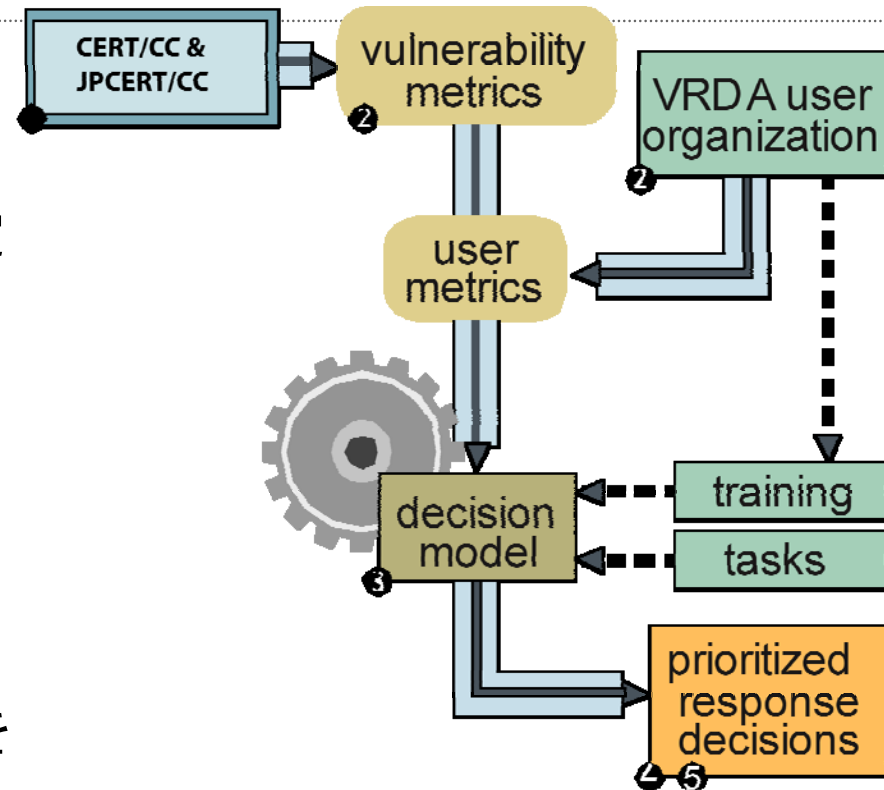 CERT/CC &
JPCERT/CC
vulnerability
metrics
2
VRDA user
organization
2
user
metrics
decision
model
3
training
tasks
prioritized
response
decisions
5